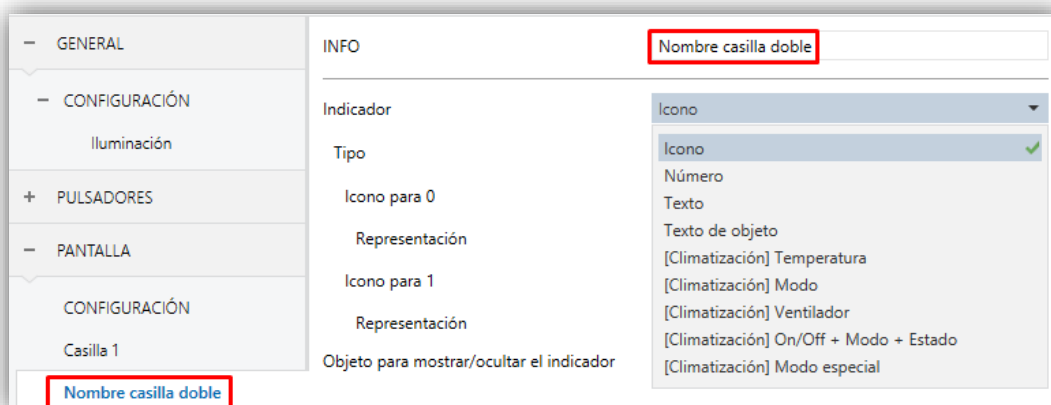 GENERAL
CONFIGURACIÓN
Iluminación
PULSADORES
PANTALLA
CONFIGURACIÓN
Casilla 1
Nombre casilla doble
INFO
Nombre casilla doble
Indicador
Icono
Tipo
Icono para 0
Representación
Icono para 1
Representación
Objeto para mostrar/ocultar el indicador
Icono
Número
Texto
Texto de objeto
[Climatización] Temperatura
[Climatización] Modo
[Climatización] Ventilador
[Climatización] On/Off + Modo + Estado
[Climatización] Modo especial